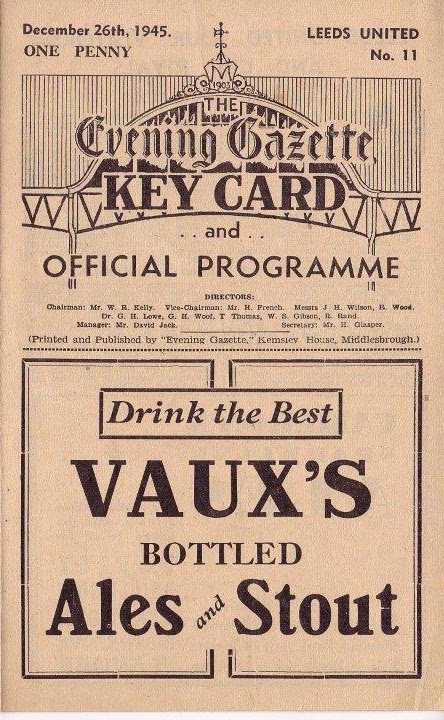 December 26th, 1945.
LEEDS UNITED
ONE PENNY
No. 11
M
1903
THE
Evening Gazette
KEY CARD
. . and . .
OFFICIAL PROGRAMME
DIRECTORS:
Chairman: Mr. W. R. Kelly. Vice-Chairman: Mr. H. French. Messrs J. H. Wilson, R. Wood,
Dr. G. H. Lowe, G. H. Woof, T Thomas, W. S. Gibson, R. Rand.
Manager: Mr. David Jack. Secretary: Mr. H. Glasper.
(Printed and Published by "Evening Gazette," Kemsley House, Middlesbrough.)
Drink the Best
VAUX'S
BOTTLED
Ales and Stout